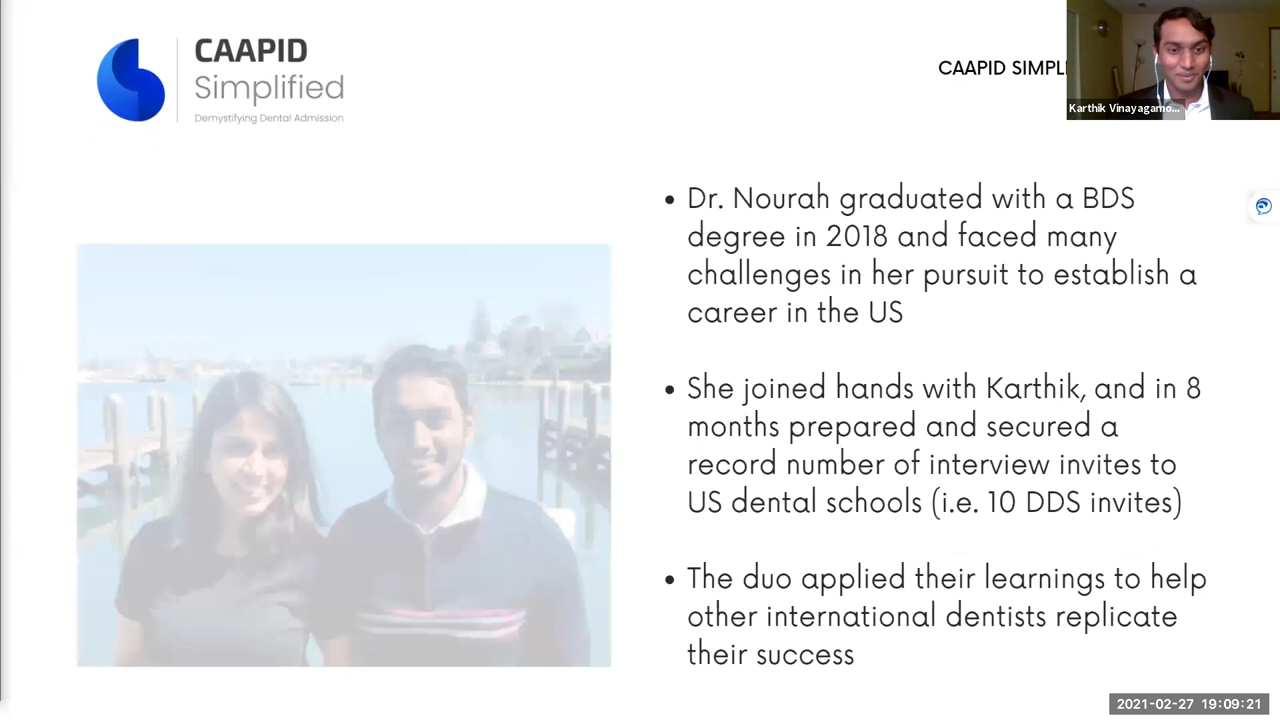 CAAPID
Simplified
Demystifying Dental Admission
CAAPID
Karthik Vinayagamo...
• Dr. Nourah graduated with a BDS
degree in 2018 and faced many
challenges in her pursuit to establish a
career in the US
• She joined hands with Karthik, and in 8
months prepared and secured a
record number of interview invites to
US dental schools (i.e. 10 DDS invites)
• The duo applied their learnings to help
other international dentists replicate
their success
2021-02-27 19:09:21